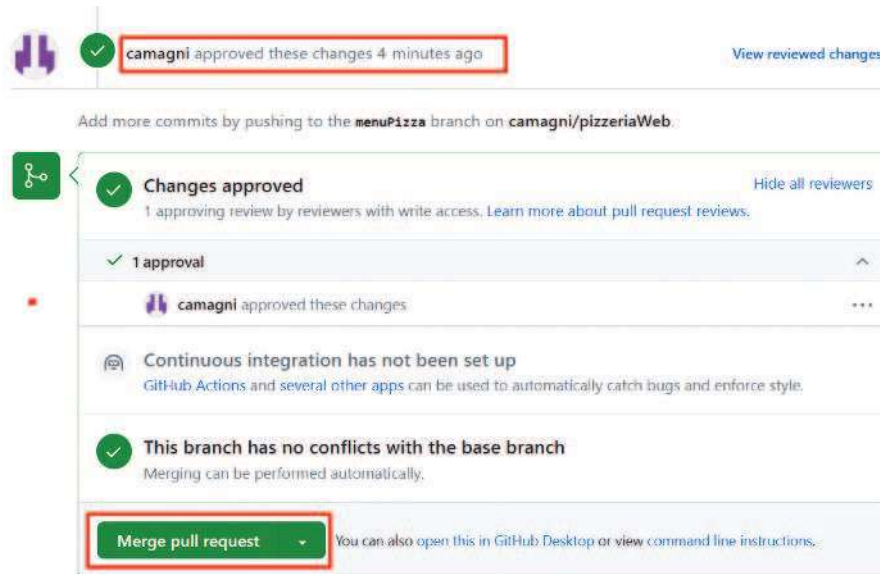 camagni approved these changes 4 minutes ago
View reviewed changes
Add more commits by pushing to the menuPizza branch on camagni/pizzeriaWeb.
Changes approved
Hide all reviewers
1 approving review by reviewers with write access. Learn more about pull request reviews.
1 approval
camagni approved these changes
Continuous integration has not been set up
GitHub Actions and several other apps can be used to automatically catch bugs and enforce style.
This branch has no conflicts with the base branch
Merging can be performed automatically.
Merge pull request
You can also open this in GitHub Desktop or view command line instructions.